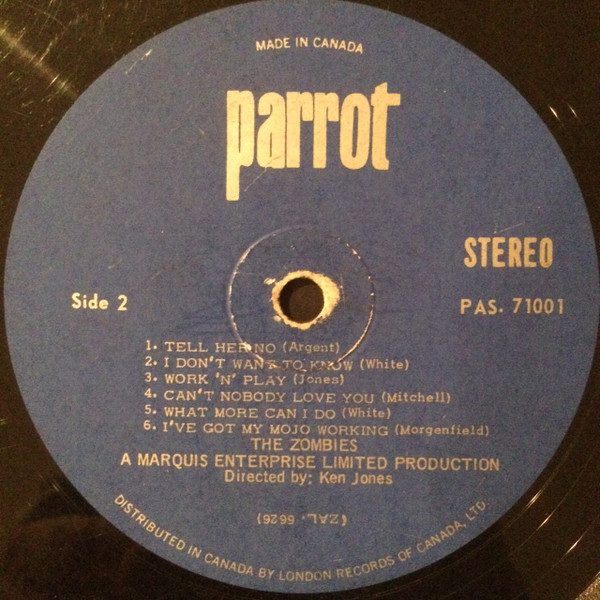 MADE IN CANADA
parrot
STEREO
Side 2
PAS. 71001
1. TELL HER NO (Argent)
2. I DON'T WANT TO KNOW (White)
3. WORK 'N' PLAY (Jones)
4. CAN'T NOBODY LOVE YOU (Mitchell)
5. WHAT MORE CAN I DO (White)
6. I'VE GOT MY MOJO WORKING (Morgenfield)
THE ZOMBIES
A MARQUIS ENTERPRISE LIMITED PRODUCTION
Directed by: Ken Jones
(ZAL. 6626)
DISTRIBUTED IN CANADA BY LONDON RECORDS OF CANADA, LTD.